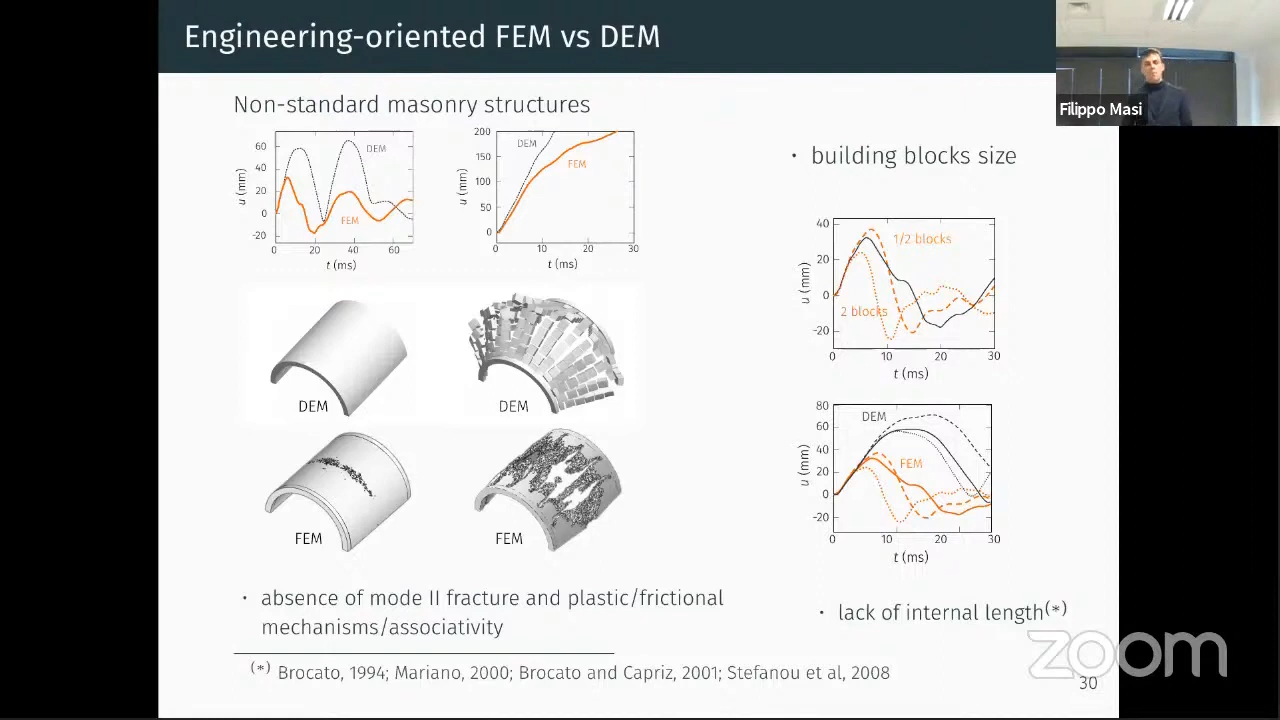 Engineering-oriented FEM vs DEM
Filippo Masi
Non-standard masonry structures
60
40
20
0
-20
u (mm)
DEM
FEM
0 20 40 60
t (ms)
200
150
100
50
0
u (mm)
DEM
FEM
0 10 20 30
t (ms)
DEM
DEM
FEM
FEM
· absence of mode II fracture and plastic/frictional
mechanisms/associativity
· building blocks size
40
20
0
-20
u (mm)
1/2 blocks
2 blocks
0 10 20 30
t (ms)
80
60
40
20
0
-20
u (mm)
DEM
FEM
0 10 20 30
t (ms)
· lack of internal length(*)
(*) Brocato, 1994; Mariano, 2000; Brocato and Capriz, 2001; Stefanou et al, 2008
zoom
30